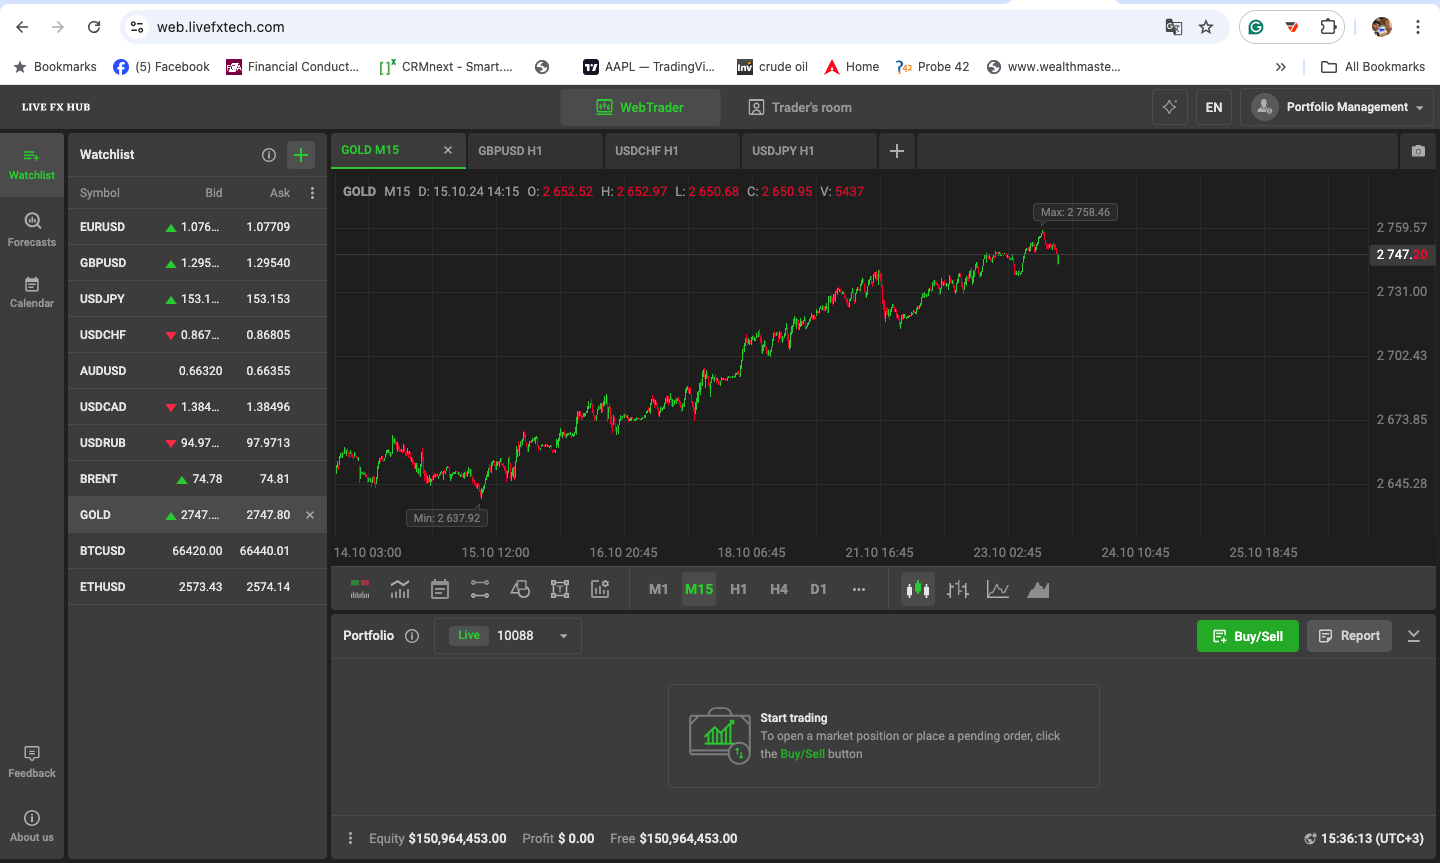 web.livefxtech.com
Bookmarks (5) Facebook Financial Conduct... CRMnext - Smart.... AAPL — TradingVi... inv crude oil Home ?42 Probe 42 www.wealthmaste... » All Bookmarks
LIVE FX HUB WebTrader Trader's room EN Portfolio Management
Watchlist
Forecasts
Calendar
Feedback
About us
Watchlist
Symbol Bid Ask
EURUSD 1.076... 1.07709
GBPUSD 1.295... 1.29540
USDJPY 153.1... 153.153
USDCHF 0.867... 0.86805
AUDUSD 0.66320 0.66355
USDCAD 1.384... 1.38496
USDRUB 94.97... 97.9713
BRENT 74.78 74.81
GOLD 2747.... 2747.80
BTCUSD 66420.00 66440.01
ETHUSD 2573.43 2574.14
GOLD M15 GBPUSD H1 USDCHF H1 USDJPY H1
GOLD M15 D: 15.10.24 14:15 O: 2 652.52 H: 2 652.97 L: 2 650.68 C: 2 650.95 V: 5437
Max: 2 758.46
2 759.57
2 747.20
2 731.00
2 702.43
2 673.85
2 645.28
Min: 2 637.92
14.10 03:00 15.10 12:00 16.10 20:45 18.10 06:45 21.10 16:45 23.10 02:45 24.10 10:45 25.10 18:45
M1 M15 H1 H4 D1 ...
Portfolio Live 10088 Buy/Sell Report
Start trading
To open a market position or place a pending order, click
the Buy/Sell button
Equity $150,964,453.00 Profit $ 0.00 Free $150,964,453.00 15:36:13 (UTC+3)